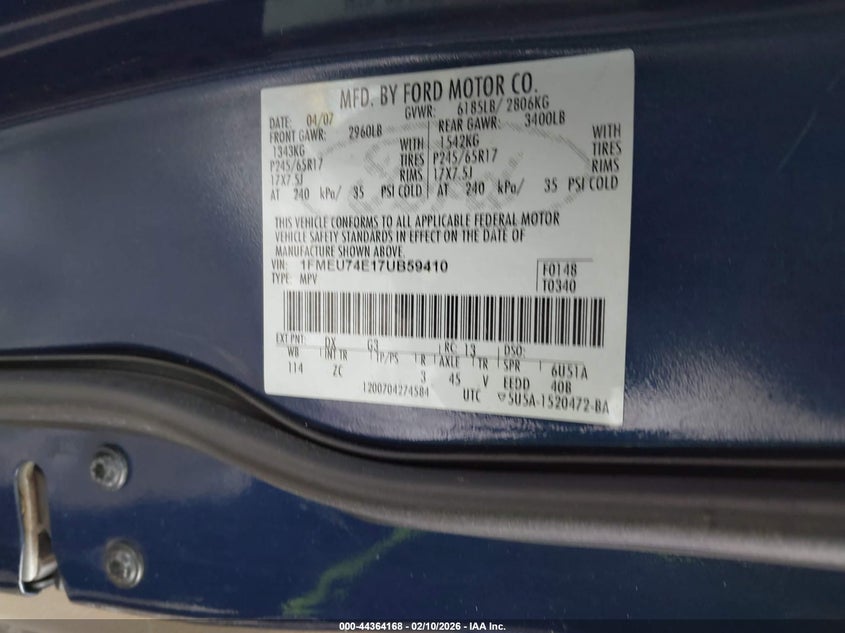 MFD. BY FORD MOTOR CO.
DATE: 04/07 GVWR: 6185LB/ 2806KG
FRONT GAWR: 2960LB REAR GAWR: 3400LB
1343KG WITH 1542KG WITH
P245/65R17 TIRES P245/65R17 TIRES
17X7.5J RIMS 17X7.5J RIMS
AT 240 kPa/ 35 PSI COLD AT 240 kPa/ 35 PSI COLD
THIS VEHICLE CONFORMS TO ALL APPLICABLE FEDERAL MOTOR
VEHICLE SAFETY STANDARDS IN EFFECT ON THE DATE OF
MANUFACTURE SHOWN ABOVE.
VIN: 1FMEU74E17UB59410 F0148
TYPE: MPV T0340
EXT PNT: DX G3 RC: 13 DSO:
WB INT TR TP/PS R AXLE TR SPR 6U51A
114 ZC 3 45 V EEDD 40B
1200704274584 UTC 5U5A-1520472-BA
000-44364168 - 02/10/2026 - IAA Inc.